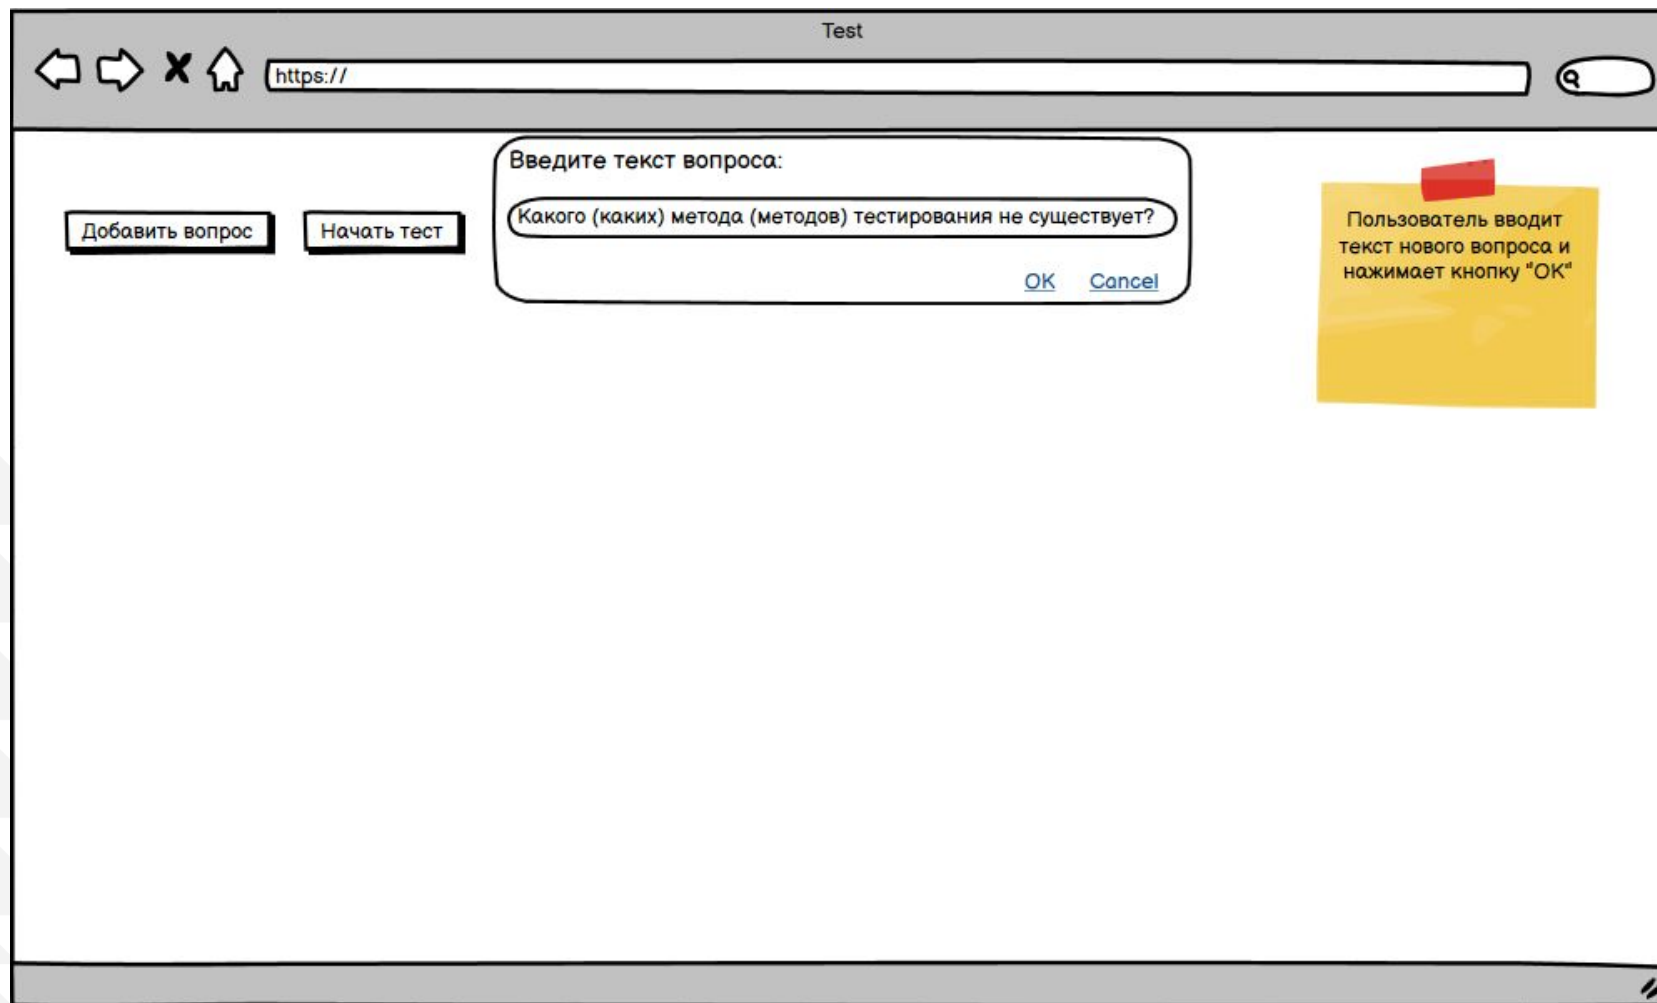 Test
https://
Введите текст вопроса:
Какого (каких) метода (методов) тестирования не существует?
OK Cancel
Добавить вопрос
Начать тест
Пользователь вводит
текст нового вопроса и
нажимает кнопку "ОК"